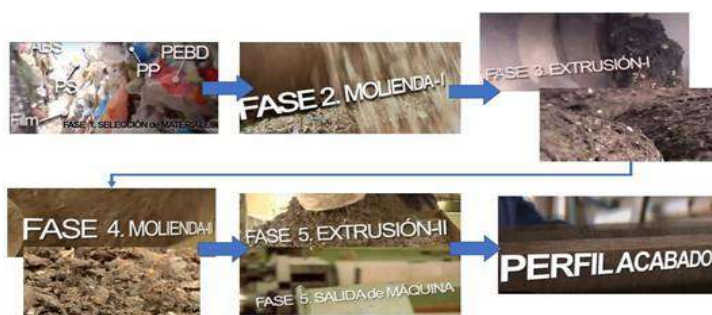 ABS
PEBD
PP
PS
Film
FASE 1. SELECCIÓN de MATERIALES
FASE 2. MOLIENDA-I
FASE 3. EXTRUSIÓN-I
FASE 4. MOLIENDA-II
FASE 5. EXTRUSIÓN-II
FASE 5. SALIDA de MÁQUINA
PERFIL ACABADO